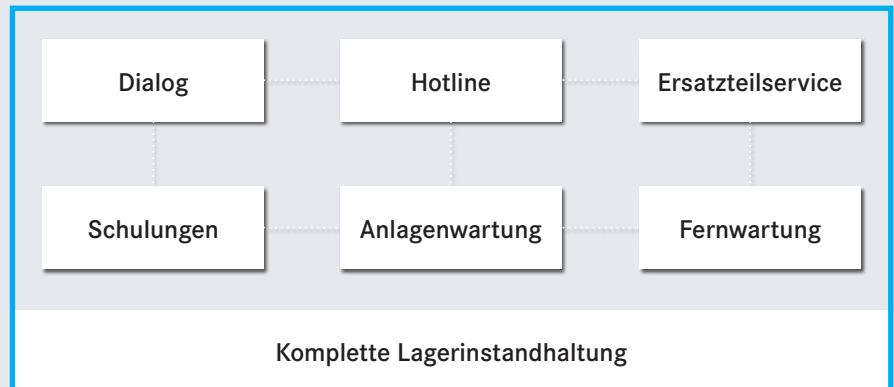 Dialog
Hotline
Ersatzteilservice
Schulungen
Anlagenwartung
Fernwartung
Komplette Lagerinstandhaltung